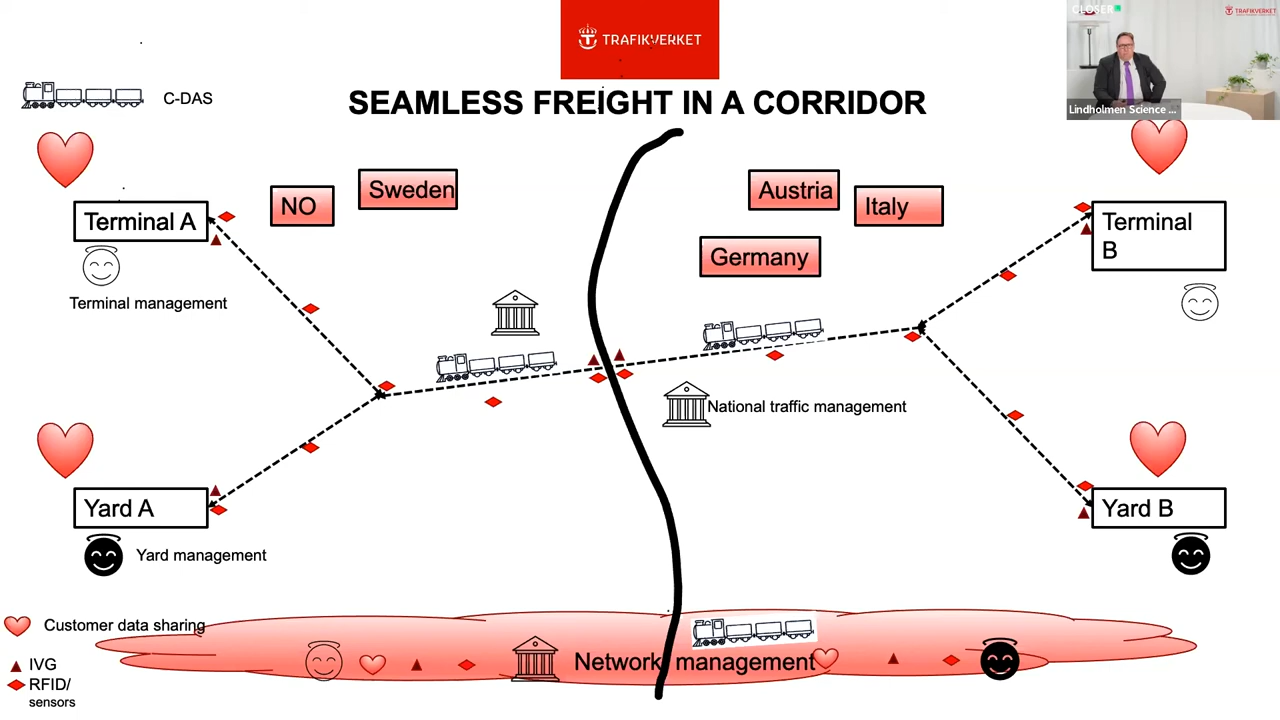 TRAFIKVERKET
CLOSER
TRAFIKVERKET
Lindholmen Science ...
C-DAS
SEAMLESS FREIGHT IN A CORRIDOR
NO
Sweden
Austria
Italy
Germany
Terminal A
Terminal
B
Terminal management
National traffic management
Yard A
Yard B
Yard management
Customer data sharing
Network management
IVG
RFID/
sensors